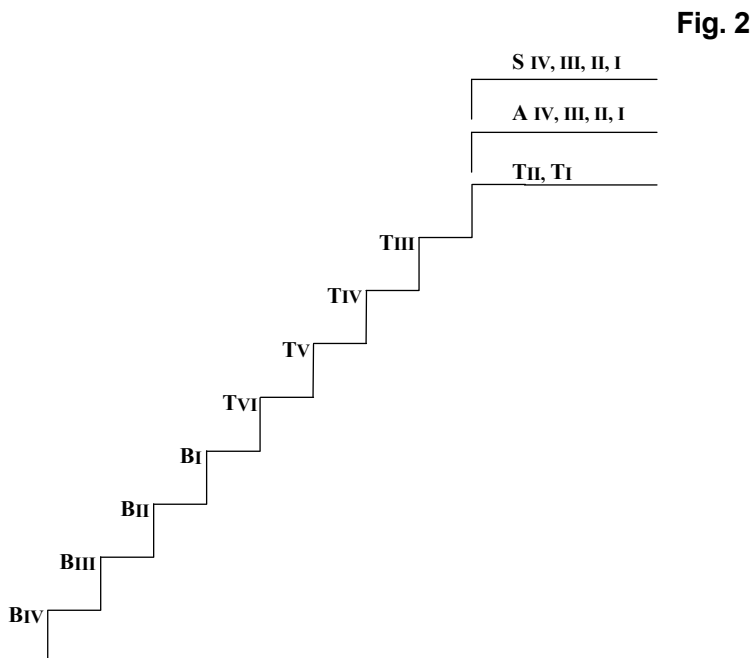 Fig. 2
S IV, III, II, I
A IV, III, II, I
TII, TI
TIII
TIV
TV
TVI
BI
BII
BIII
BIV